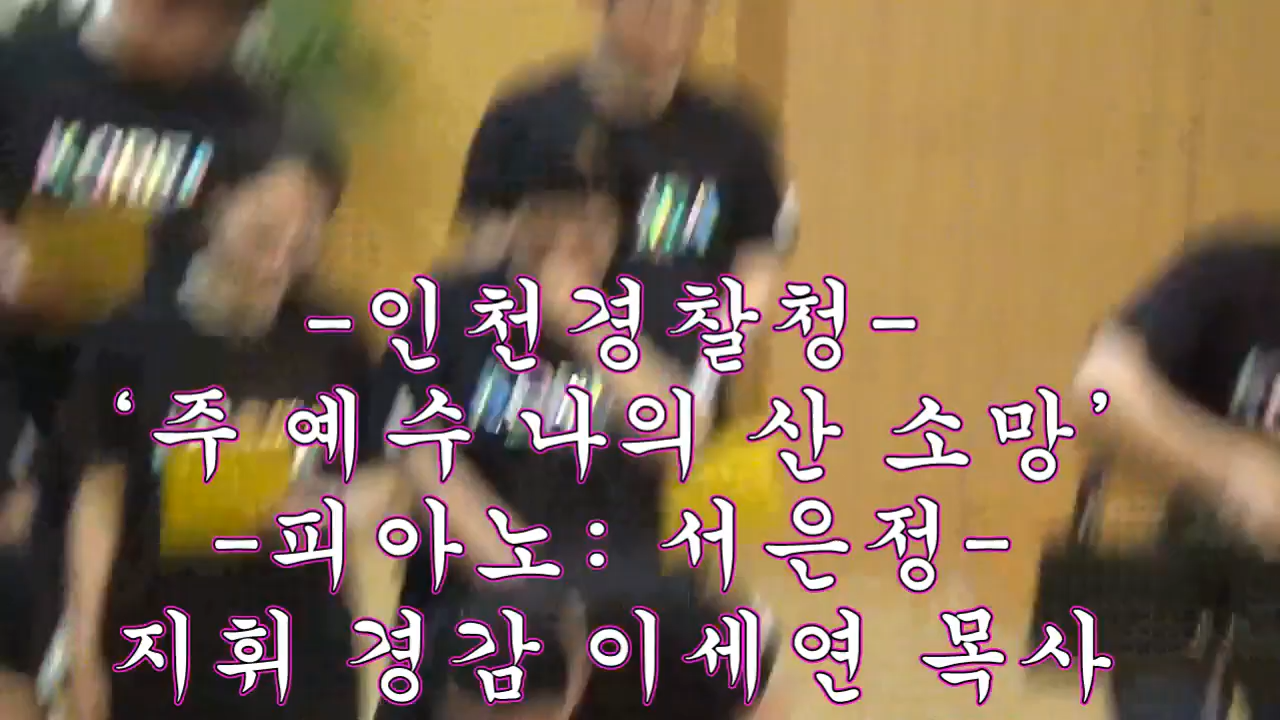 -인천경찰청-
‘주 예수 나의 산 소망’
-피아노: 서은정-
지휘 경감 이세연 목사